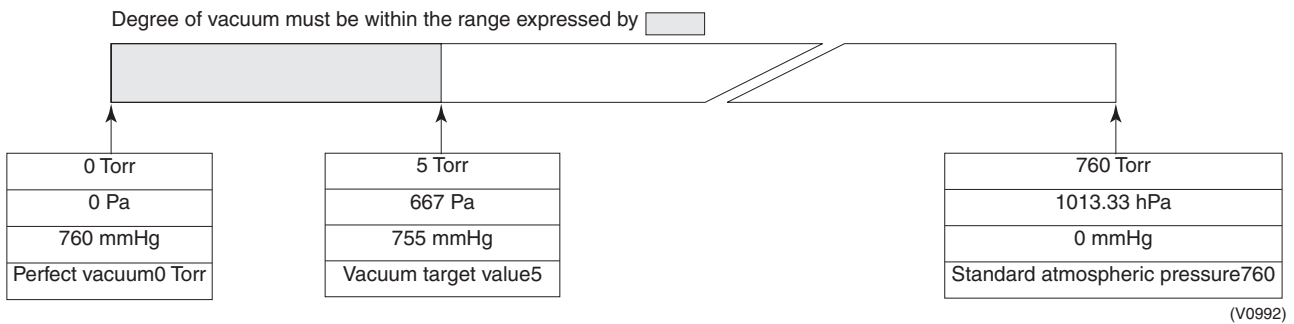 Degree of vacuum must be within the range expressed by
0 Torr
0 Pa
760 mmHg
Perfect vacuum0 Torr
5 Torr
667 Pa
755 mmHg
Vacuum target value5
760 Torr
1013.33 hPa
0 mmHg
Standard atmospheric pressure760
(V0992)